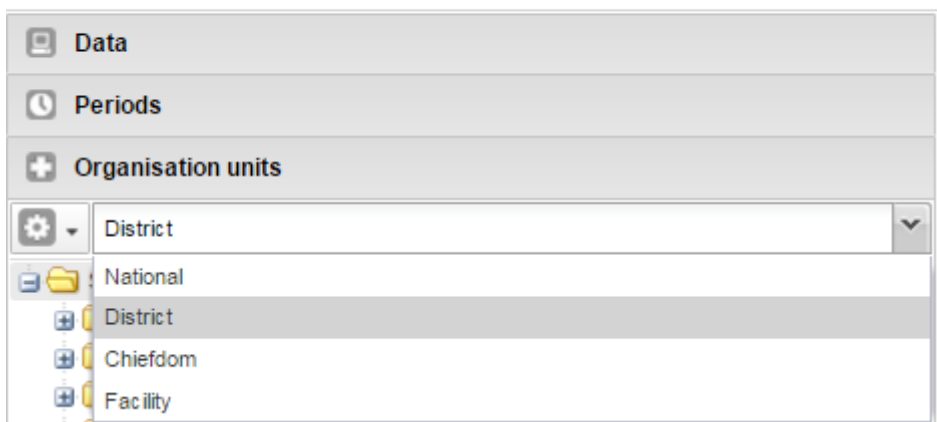 Data
Periods
Organisation units
District
National
District
Chiefdom
Facility